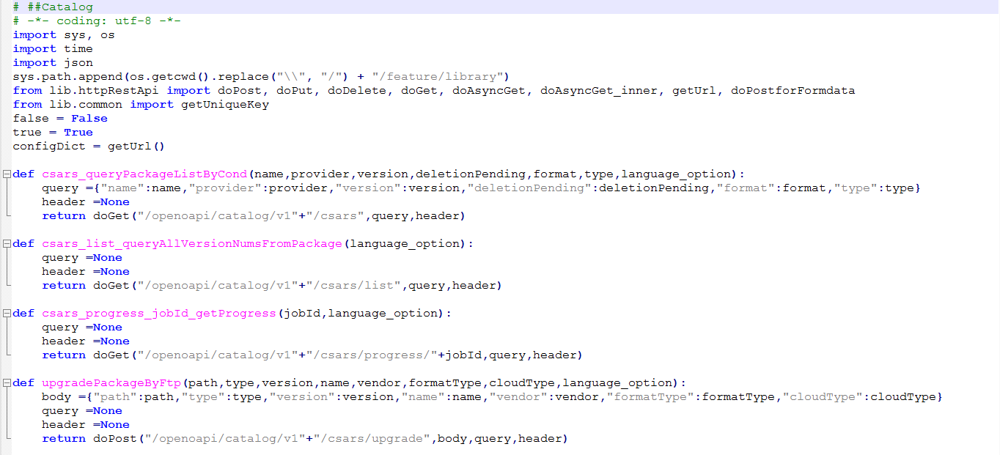 # ##Catalog
# -*- coding: utf-8 -*-
import sys, os
import time
import json
sys.path.append(os.getcwd().replace("\\", "/") + "/feature/library")
from lib.httpRestApi import doPost, doPut, doDelete, doGet, doAsyncGet, doAsyncGet_inner, getUrl, doPostforFormdata
from lib.common import getUniqueKey
false = False
true = True
configDict = getUrl()
def csars_queryPackageListByCond(name,provider,version,deletionPending,format,type,language_option):
    query ={"name":name,"provider":provider,"version":version,"deletionPending":deletionPending,"format":format,"type":type}
    header =None
    return doGet("/openoapi/catalog/v1"+"/csars",query,header)
def csars_list_queryAllVersionNumsFromPackage(language_option):
    query =None
    header =None
    return doGet("/openoapi/catalog/v1"+"/csars/list",query,header)
def csars_progress_jobId_getProgress(jobId,language_option):
    query =None
    header =None
    return doGet("/openoapi/catalog/v1"+"/csars/progress/"+jobId,query,header)
def upgradePackageByFtp(path,type,version,name,vendor,formatType,cloudType,language_option):
    body ={"path":path,"type":type,"version":version,"name":name,"vendor":vendor,"formatType":formatType,"cloudType":cloudType}
    query =None
    header =None
    return doPost("/openoapi/catalog/v1"+"/csars/upgrade",body,query,header)